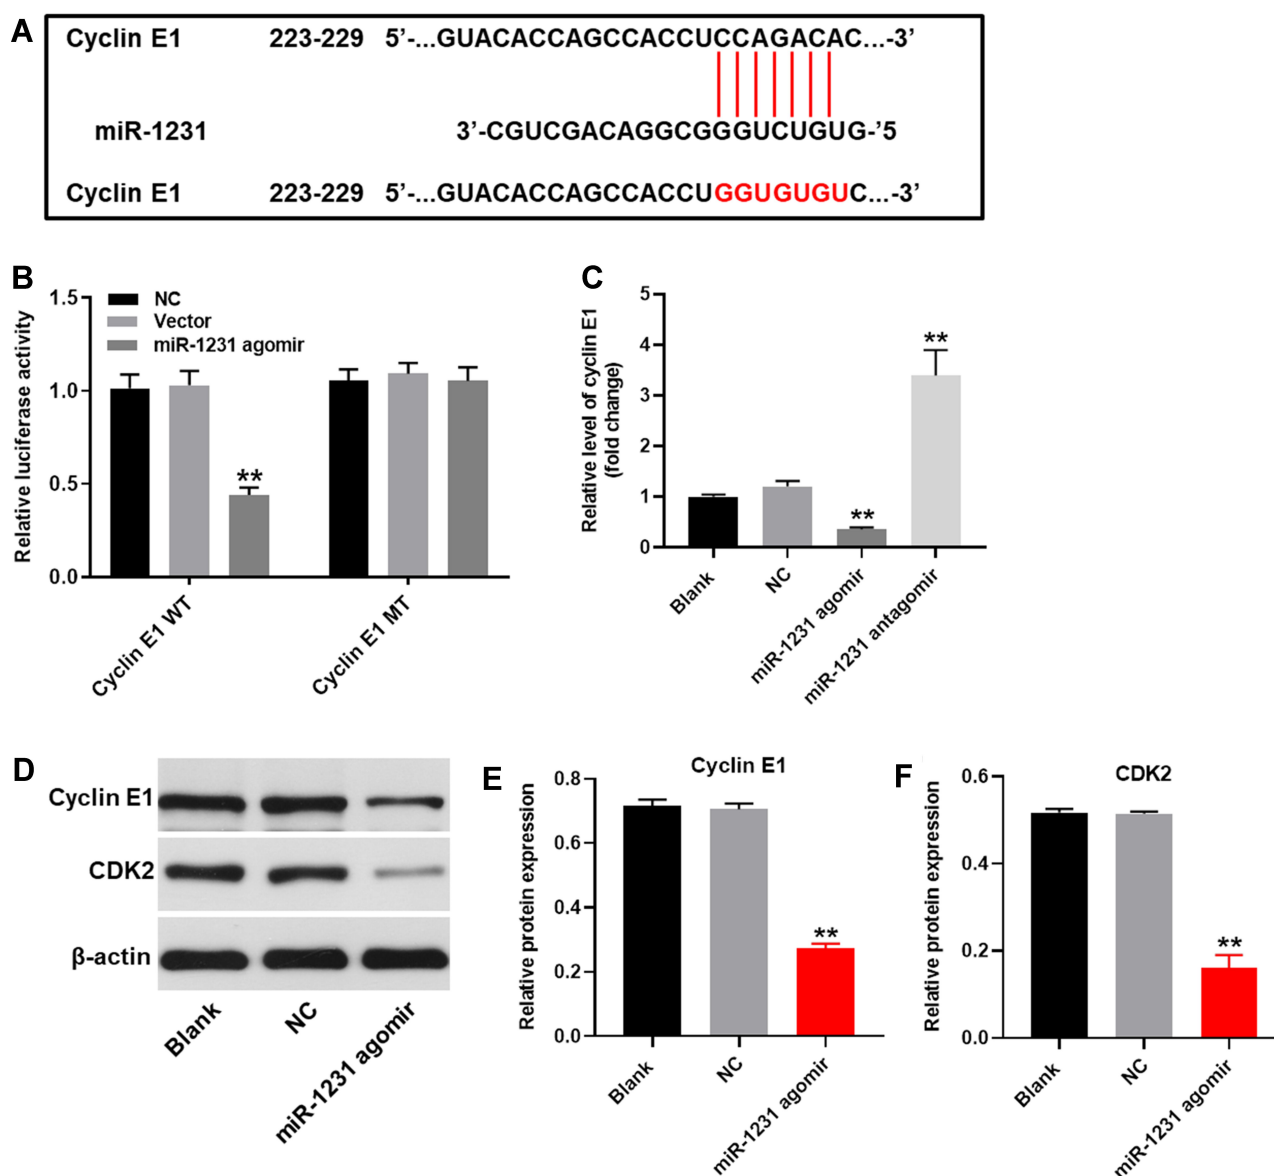 A
Cyclin E1 223-229 5’-...GUACACCAGCCACCUCCAGACAC...-3’
miR-1231 3’-CGUCGACAGGCGGGUCUGUG-’5
Cyclin E1 223-229 5’-...GUACACCAGCCACCUGGUGUGUC...-3’
B
Relative luciferase activity
1.5
1.0
0.5
0.0
NC
Vector
miR-1231 agomir
**
Cyclin E1 WT
Cyclin E1 MT
C
Relative level of cyclin E1
(fold change)
5
4
3
2
1
0
**
**
Blank
NC
miR-1231 agomir
miR-1231 antagomir
D
Cyclin E1
CDK2
β-actin
Blank
NC
miR-1231 agomir
E
Cyclin E1
Relative protein expression
0.8
0.6
0.4
0.2
0.0
**
Blank
NC
miR-1231 agomir
F
CDK2
Relative protein expression
0.6
0.4
0.2
0.0
**
Blank
NC
miR-1231 agomir